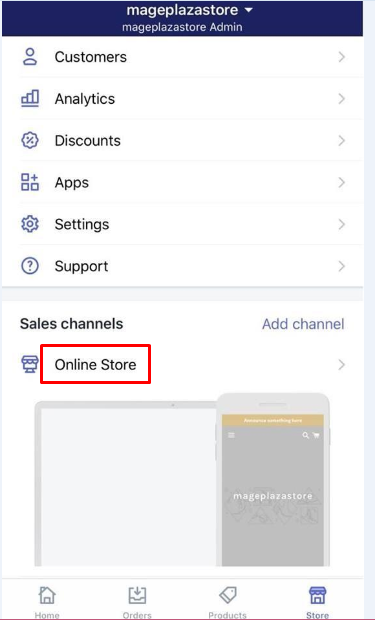 mageplazastore
mageplazastore Admin
Customers
Analytics
Discounts
Apps
Settings
Support
Sales channels Add channel
Online Store
Announce something here
mageplazastore
Home Orders Products Store